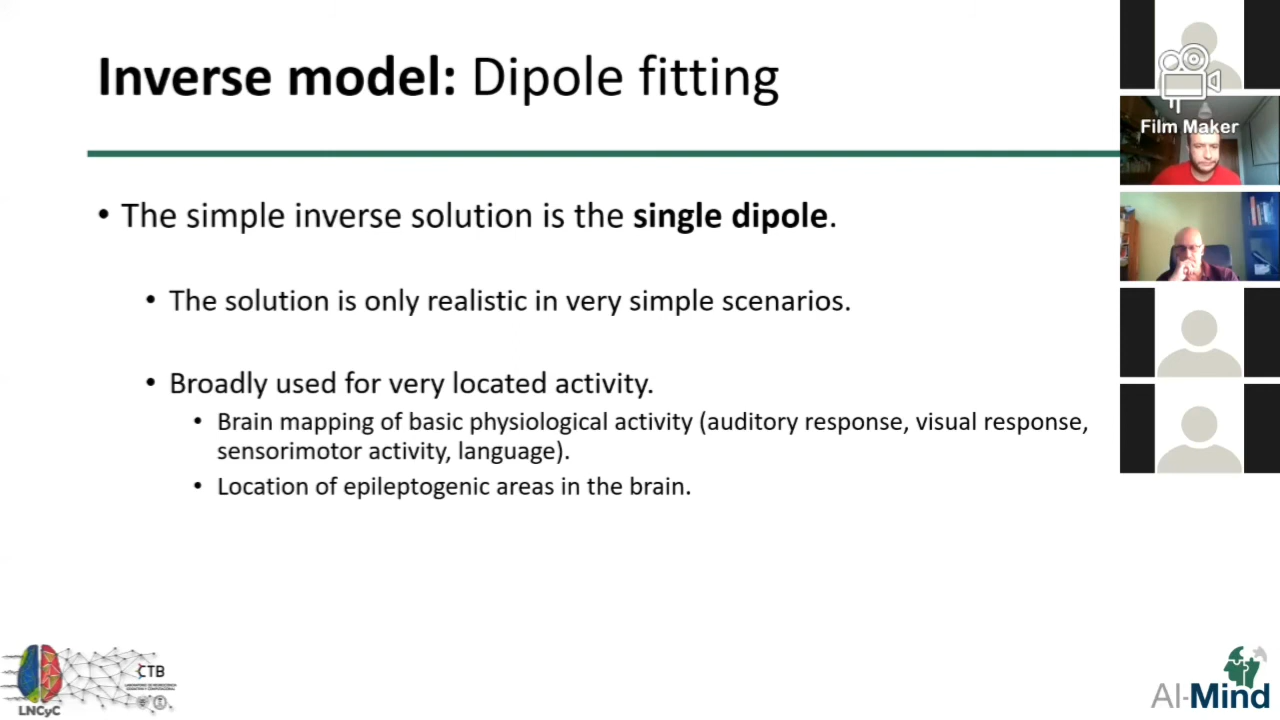 Inverse model: Dipole fitting
Film Maker
• The simple inverse solution is the single dipole.
• The solution is only realistic in very simple scenarios.
• Broadly used for very located activity.
• Brain mapping of basic physiological activity (auditory response, visual response,
sensorimotor activity, language).
• Location of epileptogenic areas in the brain.
CTB
LNCyC
AI-Mind